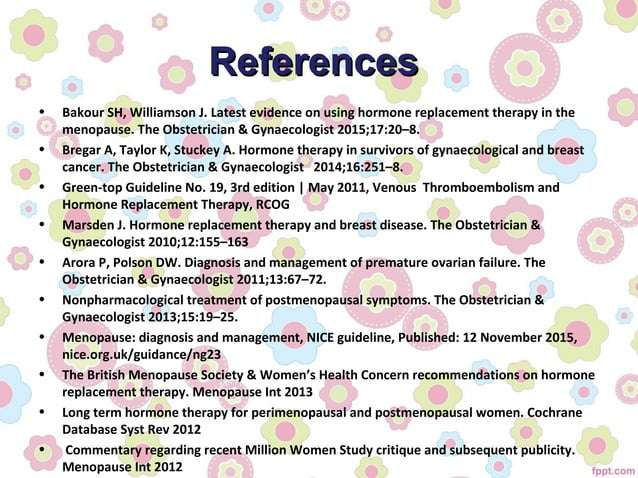 References
• Bakour SH, Williamson J. Latest evidence on using hormone replacement therapy in the
menopause. The Obstetrician & Gynaecologist 2015;17:20–8.
• Bregar A, Taylor K, Stuckey A. Hormone therapy in survivors of gynaecological and breast
cancer. The Obstetrician & Gynaecologist 2014;16:251–8.
• Green-top Guideline No. 19, 3rd edition | May 2011, Venous Thromboembolism and
Hormone Replacement Therapy, RCOG
• Marsden J. Hormone replacement therapy and breast disease. The Obstetrician &
Gynaecologist 2010;12:155–163
• Arora P, Polson DW. Diagnosis and management of premature ovarian failure. The
Obstetrician & Gynaecologist 2011;13:67–72.
• Nonpharmacological treatment of postmenopausal symptoms. The Obstetrician &
Gynaecologist 2013;15:19–25.
• Menopause: diagnosis and management, NICE guideline, Published: 12 November 2015,
nice.org.uk/guidance/ng23
• The British Menopause Society & Women’s Health Concern recommendations on hormone
replacement therapy. Menopause Int 2013
• Long term hormone therapy for perimenopausal and postmenopausal women. Cochrane
Database Syst Rev 2012
• Commentary regarding recent Million Women Study critique and subsequent publicity.
Menopause Int 2012
fppt.com